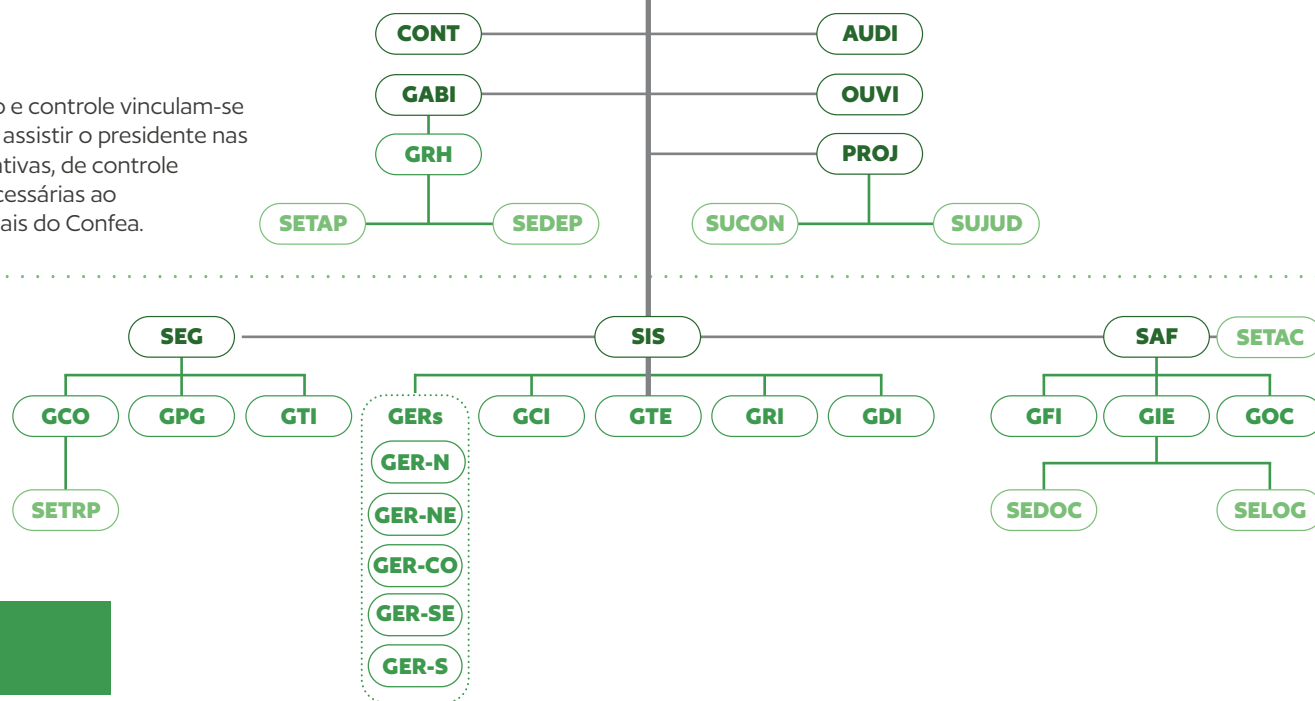 CONT
AUDI
o e controle vinculam-se
assistir o presidente nas
ativas, de controle
cessárias ao
ais do Confea.
GABI
OUVI
GRH
PROJ
SETAP
SEDEP
SUCON
SUJUD
SEG
SIS
SAF
SETAC
GCO
GPG
GTI
GERs
GCI
GTE
GRI
GDI
GFI
GIE
GOC
GER-N
GER-NE
GER-CO
GER-SE
GER-S
SETRP
SEDOC
SELOG